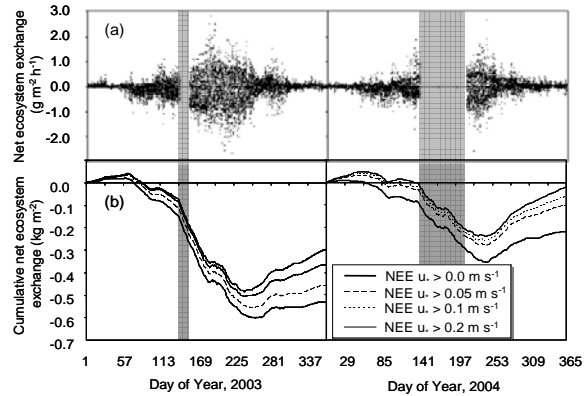 Net ecosystem exchange
(g m⁻² h⁻¹)
3.0
2.0
1.0
0.0
-1.0
-2.0
(a)
Cumulative net ecosystem
exchange (kg m⁻²)
0.0
-0.1
-0.2
-0.3
-0.4
-0.5
-0.6
-0.7
(b)
NEE u* > 0.0 m s⁻¹
NEE u* > 0.05 m s⁻¹
NEE u* > 0.1 m s⁻¹
NEE u* > 0.2 m s⁻¹
1 57 113 169 225 281 337 29 85 141 197 253 309 365
Day of Year, 2003 Day of Year, 2004